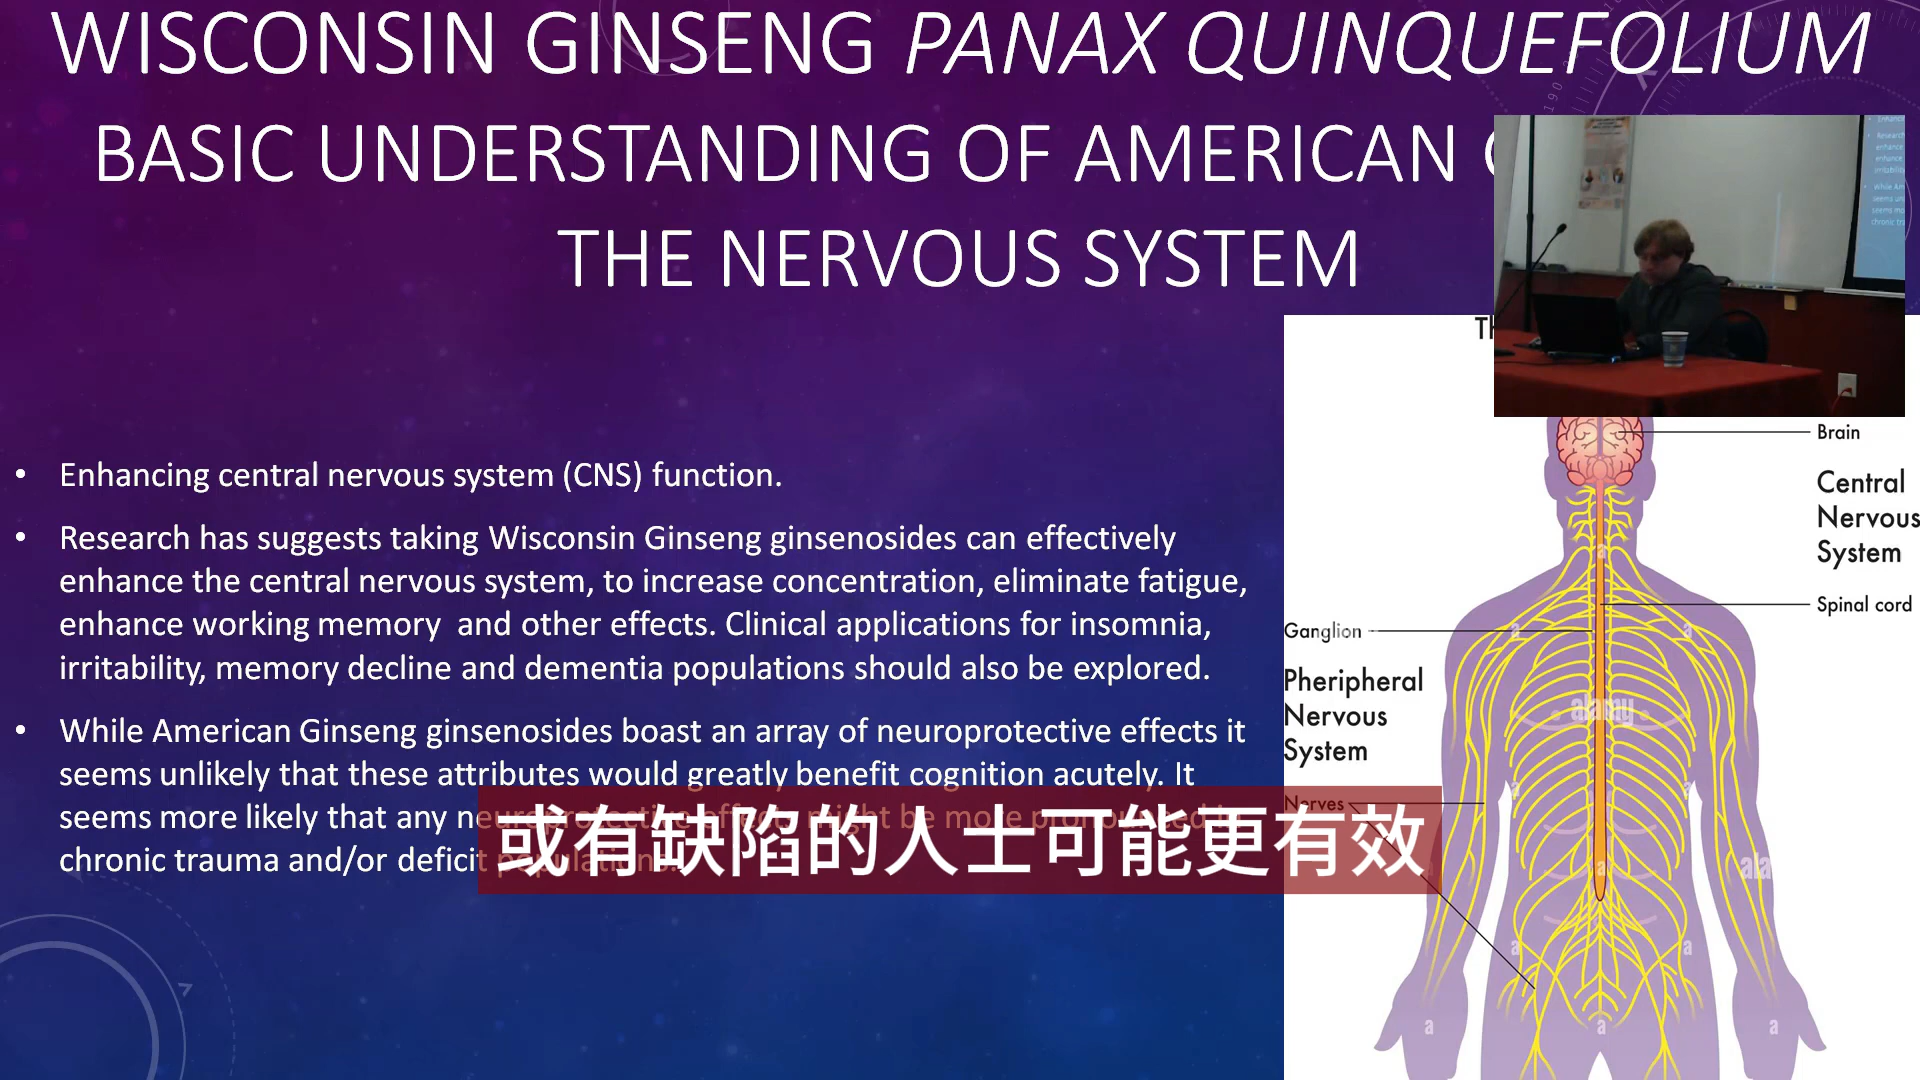 WISCONSIN GINSENG PANAX QUINQUEFOLIUM
BASIC UNDERSTANDING OF AMERICAN
THE NERVOUS SYSTEM
• Enhancing central nervous system (CNS) function.
• Research has suggests taking Wisconsin Ginseng ginsenosides can effectively
enhance the central nervous system, to increase concentration, eliminate fatigue,
enhance working memory and other effects. Clinical applications for insomnia,
irritability, memory decline and dementia populations should also be explored.
• While American Ginseng ginsenosides boast an array of neuroprotective effects it
seems unlikely that these attributes would greatly benefit cognition acutely. It
seems more likely that any neuroprotective effects might be more pronounced in
chronic trauma and/or deficit populations.
或有缺陷的人士可能更有效
Brain
Central
Nervous
System
Spinal cord
Ganglion
Pheripheral
Nervous
System
Nerves
alamy